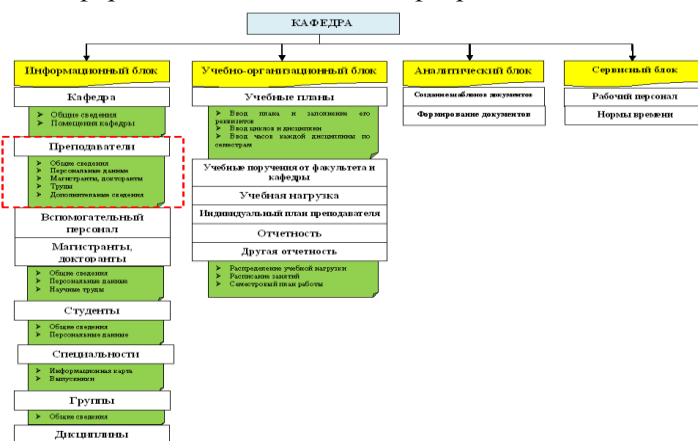 КАФЕДРА
Информационный блок
Кафедра
➢ Общие сведения
➢ Помещения кафедры
Преподаватели
➢ Общие сведения
➢ Персональные данные
➢ Магистранты, докторанты
➢ Труды
➢ Дополнительные сведения
Вспомогательный
персонал
Магистранты,
докторанты
➢ Общие сведения
➢ Персональные данные
➢ Научные труды
Студенты
➢ Общие сведения
➢ Персональные данные
Специальности
➢ Информационная карта
➢ Выпускники
Группы
➢ Общие сведения
Дисциплины
Учебно-организационный блок
Учебные планы
➢ Ввод плана и заполнение его
реквизитов
➢ Ввод циклов и дисциплин
➢ Ввод часов каждой дисциплины по
семестрам
Учебные поручения от факультета и
кафедры
Учебная нагрузка
Индивидуальный план преподавателя
Отчетность
Другая отчетность
➢ Распределение учебной нагрузки
➢ Расписание занятий
➢ Семестровый план работы
Аналитический блок
Создание шаблонов документов
Формирование документов
Сервисный блок
Рабочий персонал
Нормы времени